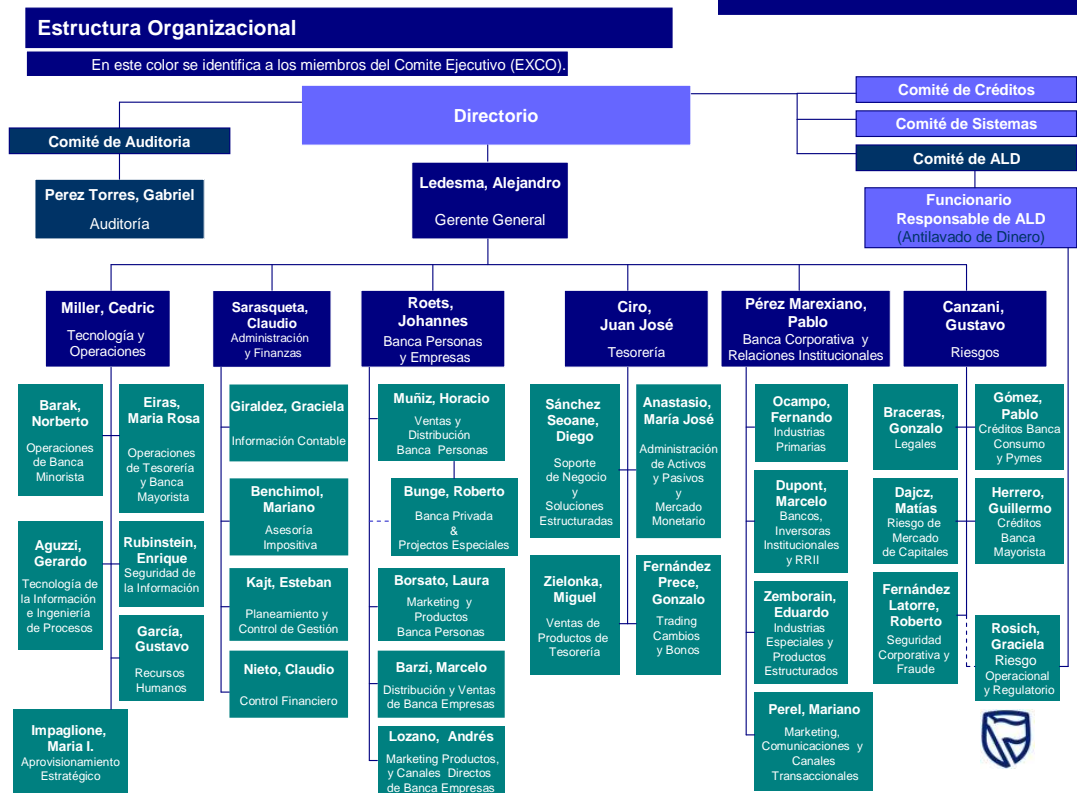 Estructura Organizacional
En este color se identifica a los miembros del Comite Ejecutivo (EXCO).
Directorio
Comité de Créditos
Comité de Sistemas
Comité de ALD
Funcionario
Responsable de ALD
(Antilavado de Dinero)
Comité de Auditoria
Perez Torres, Gabriel
Auditoría
Ledesma, Alejandro
Gerente General
Miller, Cedric
Tecnología y
Operaciones
Sarasqueta,
Claudio
Administración
y Finanzas
Roets,
Johannes
Banca Personas
y Empresas
Ciro,
Juan José
Tesorería
Pérez Marexiano,
Pablo
Banca Corporativa y
Relaciones Institucionales
Canzani,
Gustavo
Riesgos
Barak,
Norberto
Operaciones
de Banca
Minorista
Eiras,
Maria Rosa
Operaciones
de Tesorería
y Banca
Mayorista
Aguzzi,
Gerardo
Tecnología de
la Información
e Ingeniería
de Procesos
Rubinstein,
Enrique
Seguridad de
la Información
García,
Gustavo
Recursos
Humanos
Impaglione,
Maria I.
Aprovisionamiento
Estratégico
Giraldez, Graciela
Información Contable
Benchimol,
Mariano
Asesoría
Impositiva
Kajt, Esteban
Planeamiento y
Control de Gestión
Nieto, Claudio
Control Financiero
Muñiz, Horacio
Ventas y
Distribución
Banca Personas
Bunge, Roberto
Banca Privada
&
Projectos Especiales
Borsato, Laura
Marketing y
Productos
Banca Personas
Barzi, Marcelo
Distribución y Ventas
de Banca Empresas
Lozano, Andrés
Marketing Productos,
y Canales Directos
de Banca Empresas
Sánchez
Seoane,
Diego
Soporte
de Negocio
y
Soluciones
Estructuradas
Anastasio,
María José
Administración
de Activos
y Pasivos
y
Mercado
Monetario
Zielonka,
Miguel
Ventas de
Productos de
Tesorería
Fernández
Prece,
Gonzalo
Trading
Cambios
y Bonos
Ocampo,
Fernando
Industrias
Primarias
Dupont,
Marcelo
Bancos,
Inversoras
Institucionales
y RRII
Zemborain,
Eduardo
Industrias
Especiales y
Productos
Estructurados
Perel, Mariano
Marketing,
Comunicaciones y
Canales
Transaccionales
Braceras,
Gonzalo
Legales
Gómez,
Pablo
Créditos Banca
Consumo
y Pymes
Dajcz,
Matías
Riesgo de
Mercado
de Capitales
Herrero,
Guillermo
Créditos
Banca
Mayorista
Fernández
Latorre,
Roberto
Seguridad
Corporativa y
Fraude
Rosich,
Graciela
Riesgo
Operacional
y Regulatorio